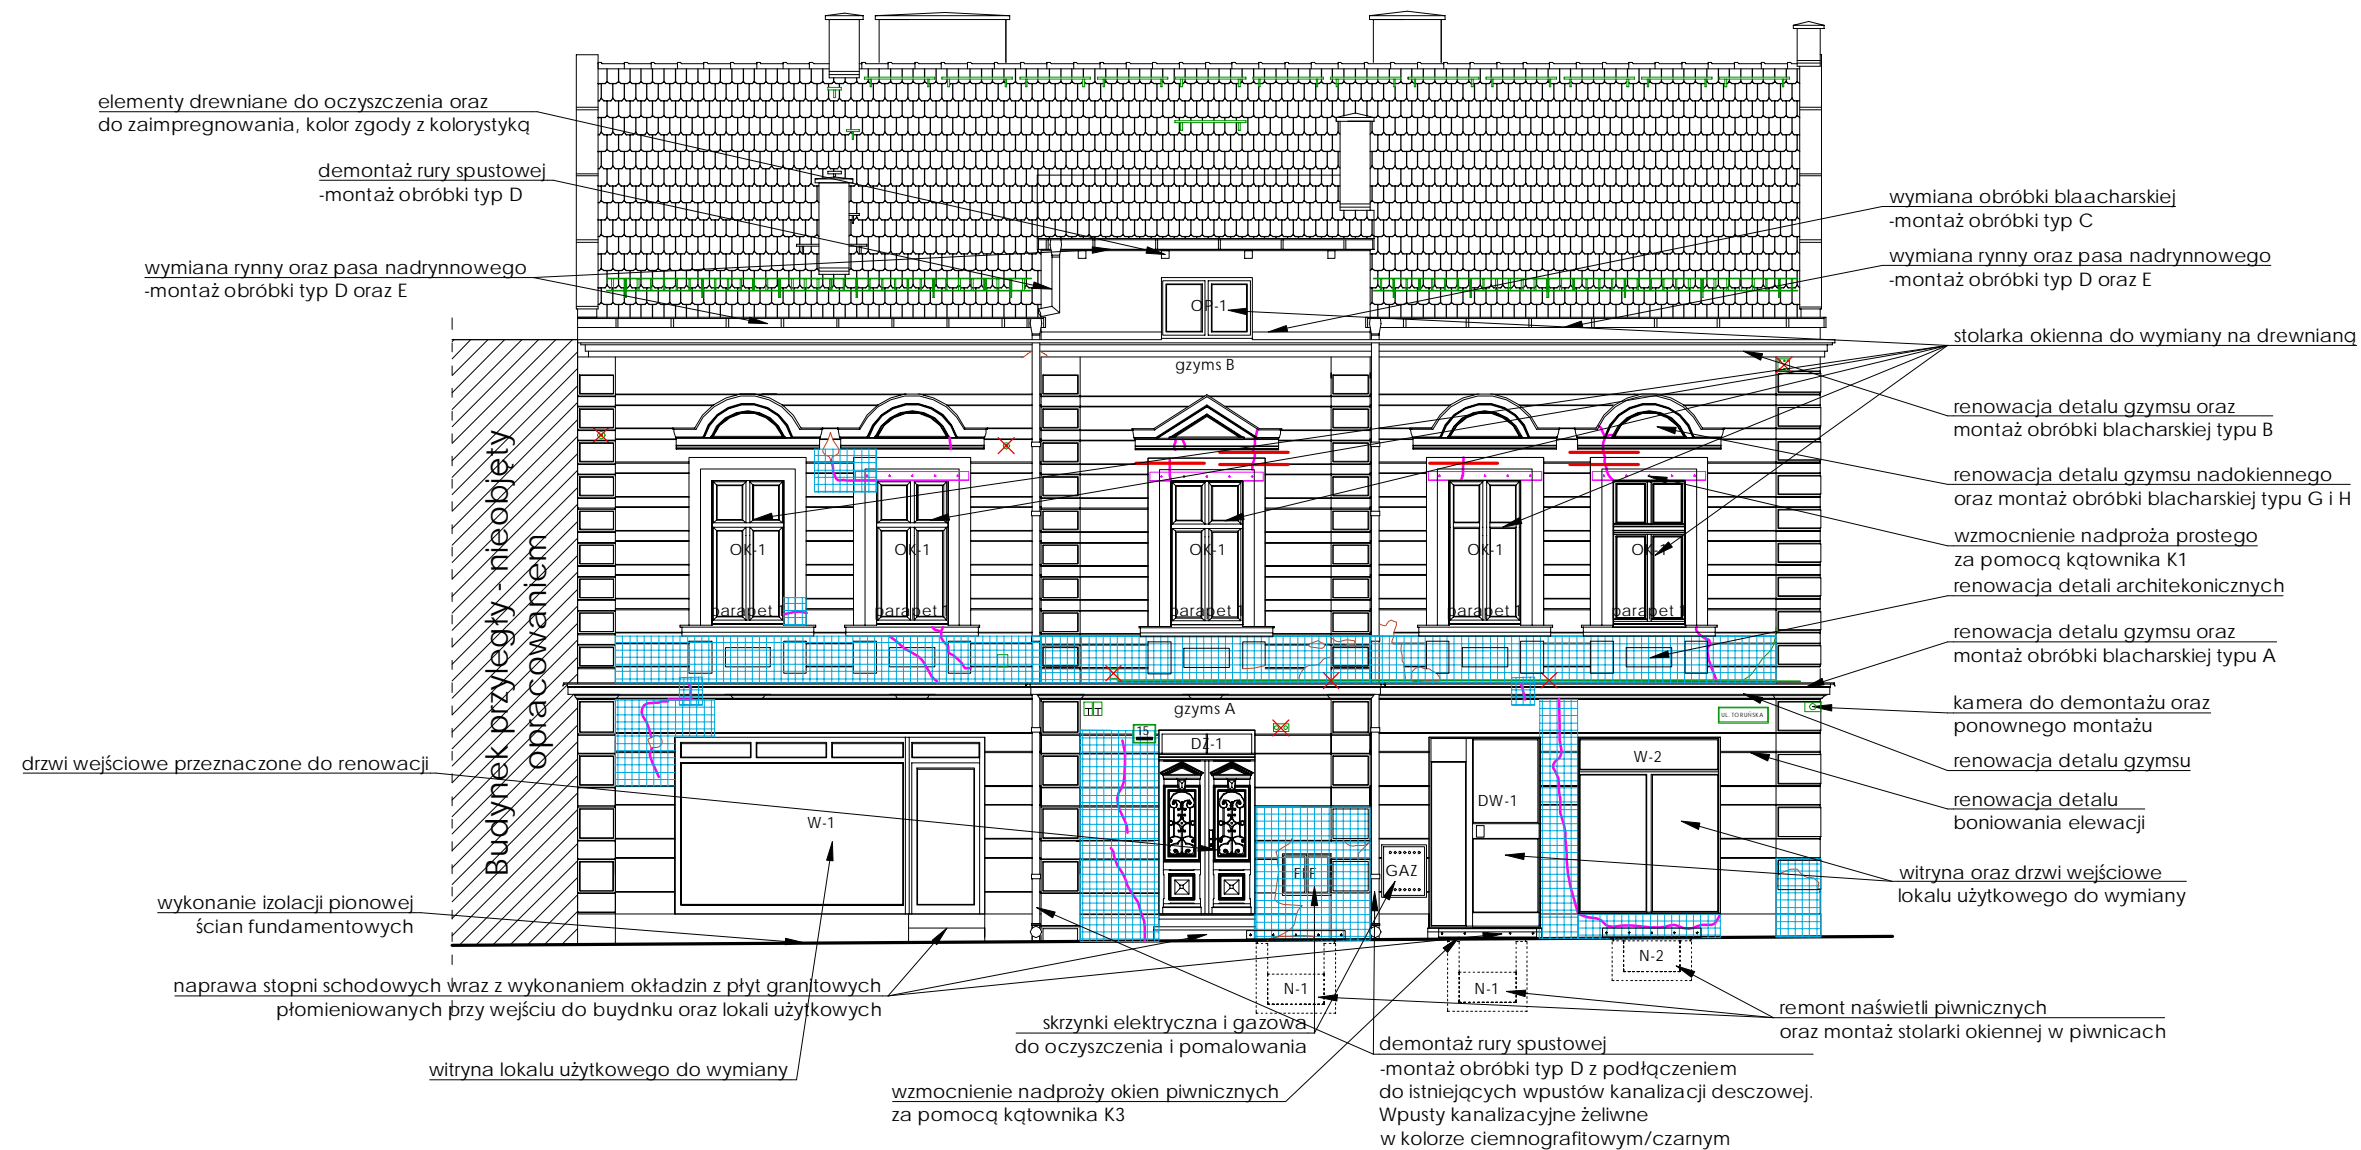 elementy drewniane do oczyszczenia oraz
do zaimpregnowania, kolor zgody z kolorystyką
demontaż rury spustowej
-montaż obróbki typ D
wymiana rynny oraz pasa nadrynnowego
-montaż obróbki typ D oraz E
wymiana obróbki blaacharskiej
-montaż obróbki typ C
wymiana rynny oraz pasa nadrynnowego
-montaż obróbki typ D oraz E
OP-1
stolarka okienna do wymiany na drewnianą
gzyms B
renowacja detalu gzymsu oraz
montaż obróbki blacharskiej typu B
renowacja detalu gzymsu nadokiennego
oraz montaż obróbki blacharskiej typu G i H
wzmocnienie nadproża prostego
za pomocą kątownika K1
OK-1
OK-1
OK-1
OK-1
OK-1
renowacja detali architekonicznych
parapet 1
parapet 1
parapet 1
parapet 1
parapet 1
renowacja detalu gzymsu oraz
montaż obróbki blacharskiej typu A
Budynek przyległy - nieobjęty
opracowaniem
gzyms A
UL. TORUŃSKA
kamera do demontażu oraz
ponownego montażu
15
DZ-1
W-2
renowacja detalu gzymsu
drzwi wejściowe przeznaczone do renowacji
DW-1
renowacja detalu
boniowania elewacji
W-1
GAZ
witryna oraz drzwi wejściowe
lokalu użytkowego do wymiany
wykonanie izolacji pionowej
ścian fundamentowych
N-2
N-1
N-1
naprawa stopni schodowych wraz z wykonaniem okładzin z płyt granitowych
płomieniowanych przy wejściu do buydnku oraz lokali użytkowych
remont naświetli piwnicznych
oraz montaż stolarki okiennej w piwnicach
skrzynki elektryczna i gazowa
do oczyszczenia i pomalowania
witryna lokalu użytkowego do wymiany
wzmocnienie nadproży okien piwnicznych
za pomocą kątownika K3
demontaż rury spustowej
-montaż obróbki typ D z podłączeniem
do istniejących wpustów kanalizacji desczowej.
Wpusty kanalizacyjne żeliwne
w kolorze ciemnografitowym/czarnym